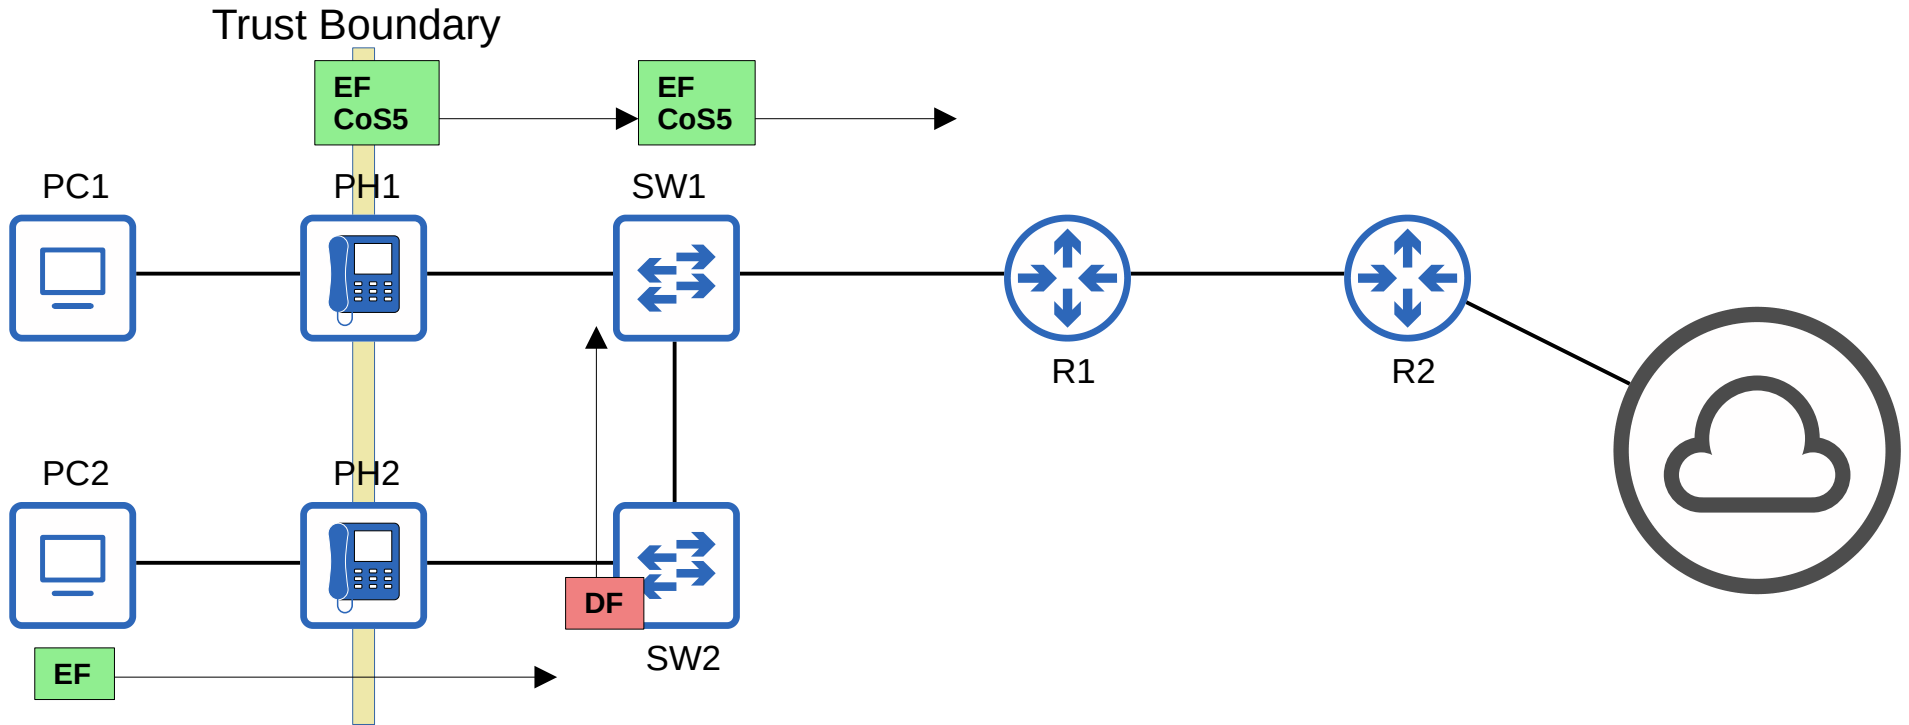 Trust Boundary
EF
CoS5
EF
CoS5
PC1
PH1
SW1
R1
R2
PC2
PH2
DF
SW2
EF